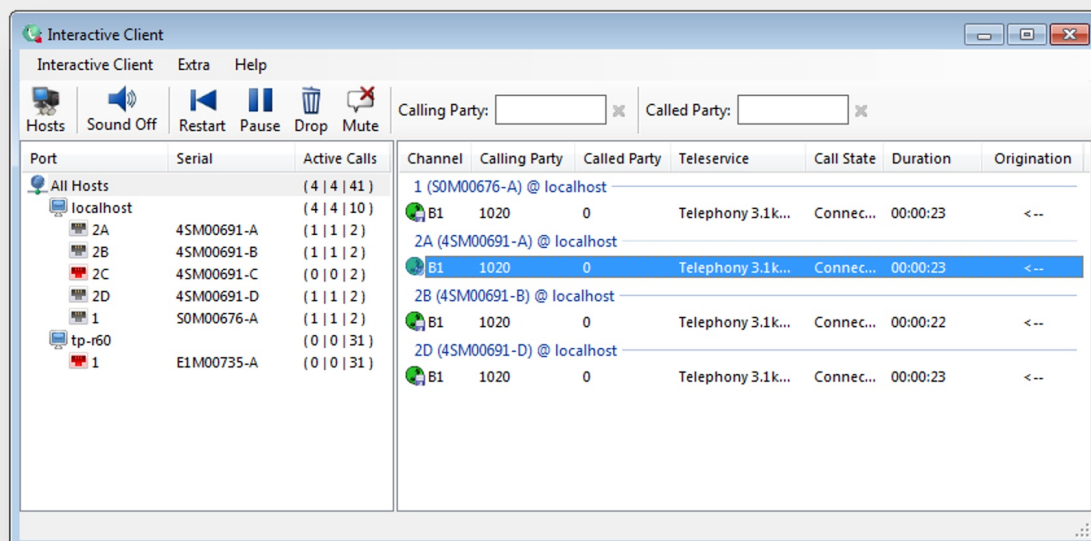 Interactive Client
Interactive Client Extra Help
Hosts Sound Off Restart Pause Drop Mute Calling Party: Called Party:
Port Serial Active Calls
All Hosts ( 4 | 4 | 41 )
localhost ( 4 | 4 | 10 )
2A 4SM00691-A ( 1 | 1 | 2 )
2B 4SM00691-B ( 1 | 1 | 2 )
2C 4SM00691-C ( 0 | 0 | 2 )
2D 4SM00691-D ( 1 | 1 | 2 )
1 S0M00676-A ( 1 | 1 | 2 )
tp-r60 ( 0 | 0 | 31 )
1 E1M00735-A ( 0 | 0 | 31 )
Channel Calling Party Called Party Teleservice Call State Duration Origination
1 (S0M00676-A) @ localhost
B1 1020 0 Telephony 3.1k... Connec... 00:00:23 <--
2A (4SM00691-A) @ localhost
B1 1020 0 Telephony 3.1k... Connec... 00:00:23 <--
2B (4SM00691-B) @ localhost
B1 1020 0 Telephony 3.1k... Connec... 00:00:22 <--
2D (4SM00691-D) @ localhost
B1 1020 0 Telephony 3.1k... Connec... 00:00:23 <--